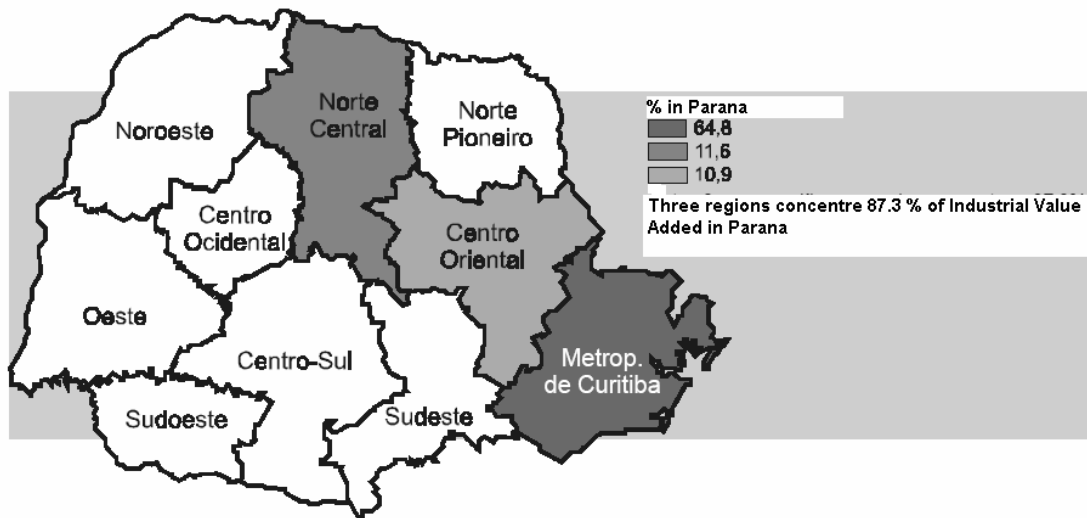 Norte
Central
Norte
Pioneiro
Noroeste
Centro
Ocidental
Centro
Oriental
Oeste
Centro-Sul
Metrop.
de Curitiba
Sudoeste
Sudeste
% in Parana
64,8
11,6
10,9
Three regions concentre 87.3 % of Industrial Value
Added in Parana